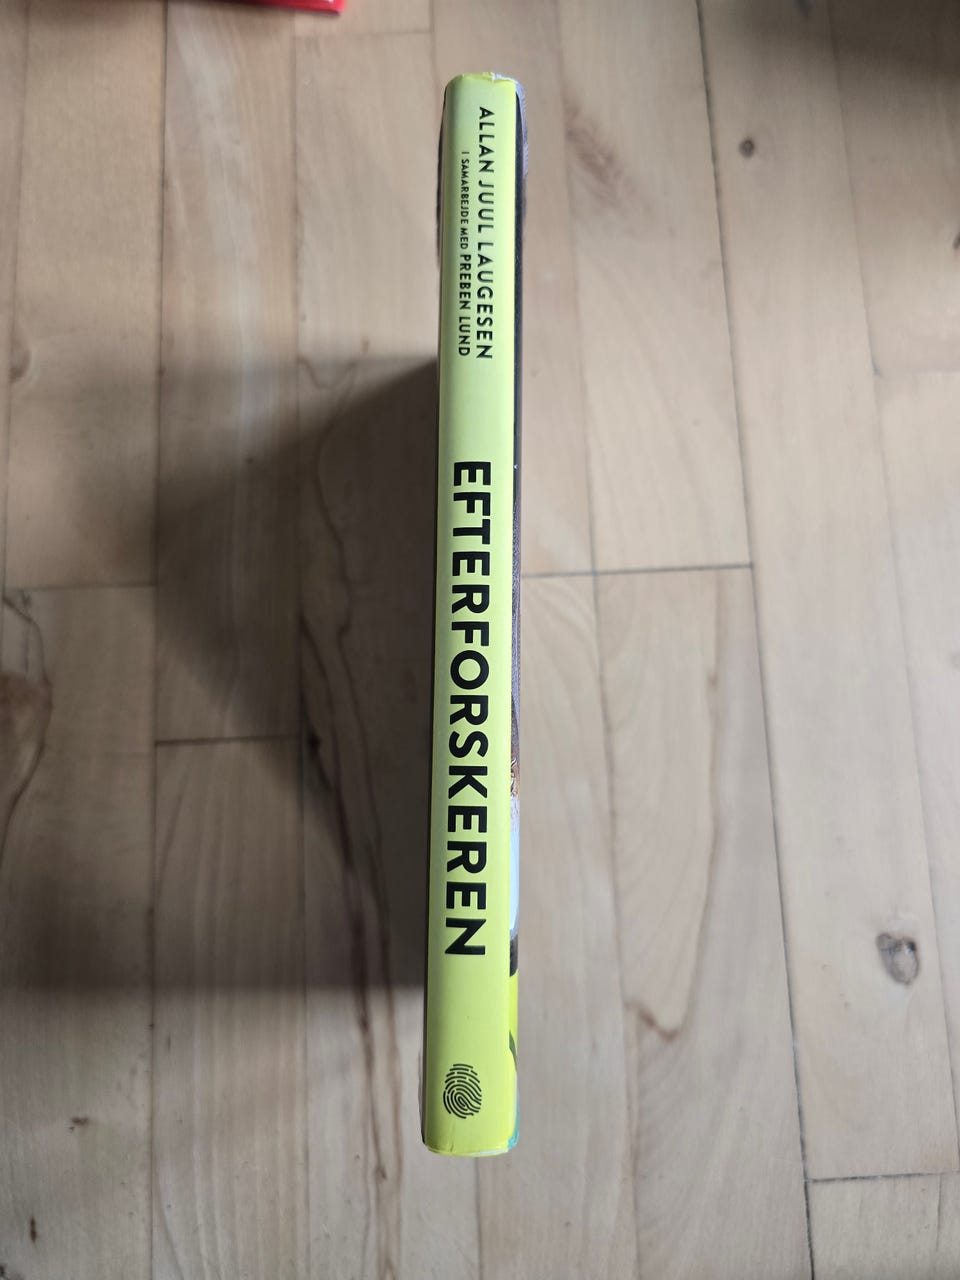 ALLAN JUUL LAUGESEN
I SAMARBEJDE MED PREBEN LUND
EFTERFORSKEREN